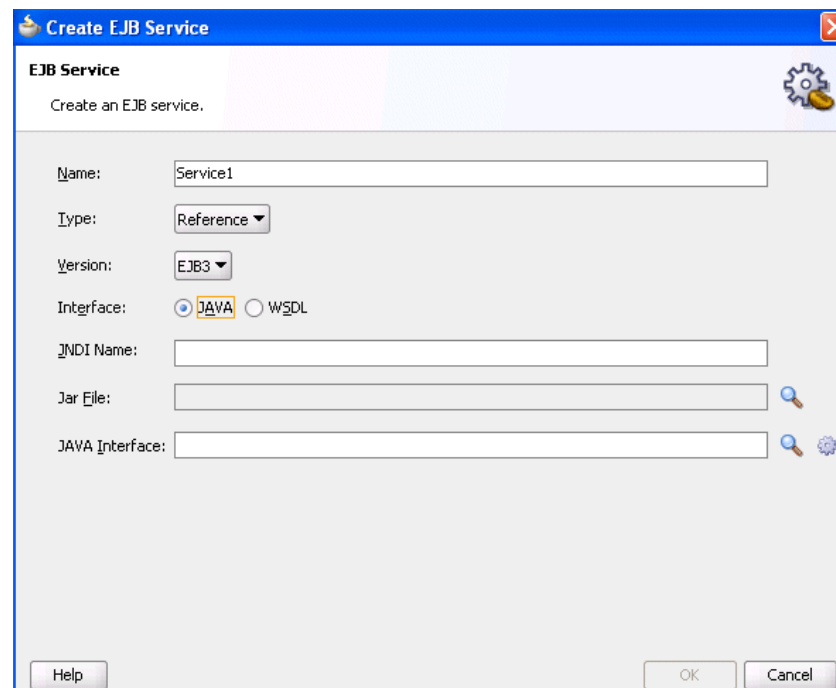 Create EJB Service
EJB Service
Create an EJB service.
Name: Service1
Type: Reference
Version: EJB3
Interface: JAVA WSDL
JNDI Name:
Jar File:
JAVA Interface:
Help OK Cancel